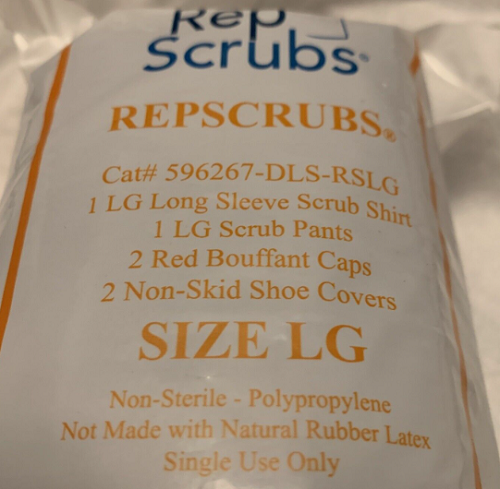 Rep
Scrubs®
REPSCRUBS®
Cat# 596267-DLS-RSLG
1 LG Long Sleeve Scrub Shirt
1 LG Scrub Pants
2 Red Bouffant Caps
2 Non-Skid Shoe Covers
SIZE LG
Non-Sterile - Polypropylene
Not Made with Natural Rubber Latex
Single Use Only